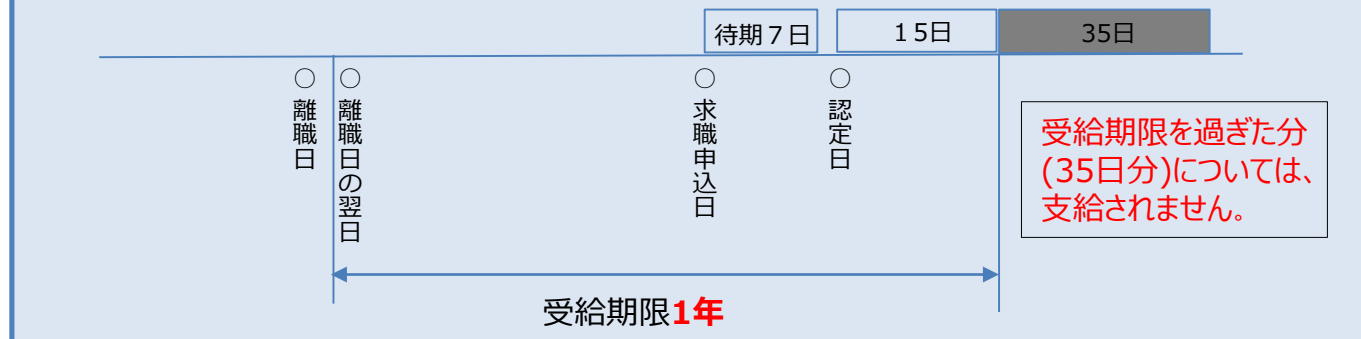 待期７日
１5日
35日
○離職日
○離職日の翌日
○求職申込日
○認定日
受給期限を過ぎた分
(35日分)については、
支給されません。
受給期限1年